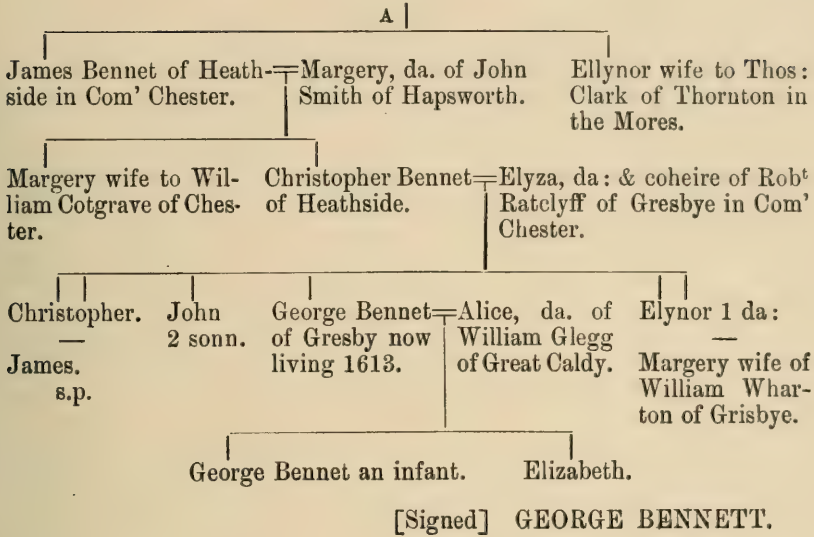 A
James Bennet of Heath-
side in Com' Chester.
Margery, da. of John
Smith of Hapsworth.
Ellynor wife to Thos:
Clark of Thornton in
the Mores.
Margery wife to Wil-
liam Cotgrave of Ches-
ter.
Christopher Bennet
of Heathside.
Elyza, da: & coheire of Robt
Ratclyff of Gresbye in Com'
Chester.
Christopher.
—
James.
s.p.
John
2 sonn.
George Bennet
of Gresby now
living 1613.
Alice, da. of
William Glegg
of Great Caldy.
Elynor 1 da:
—
Margery wife of
William Whar-
ton of Grisbye.
George Bennet an infant.
Elizabeth.
[Signed] GEORGE BENNETT.